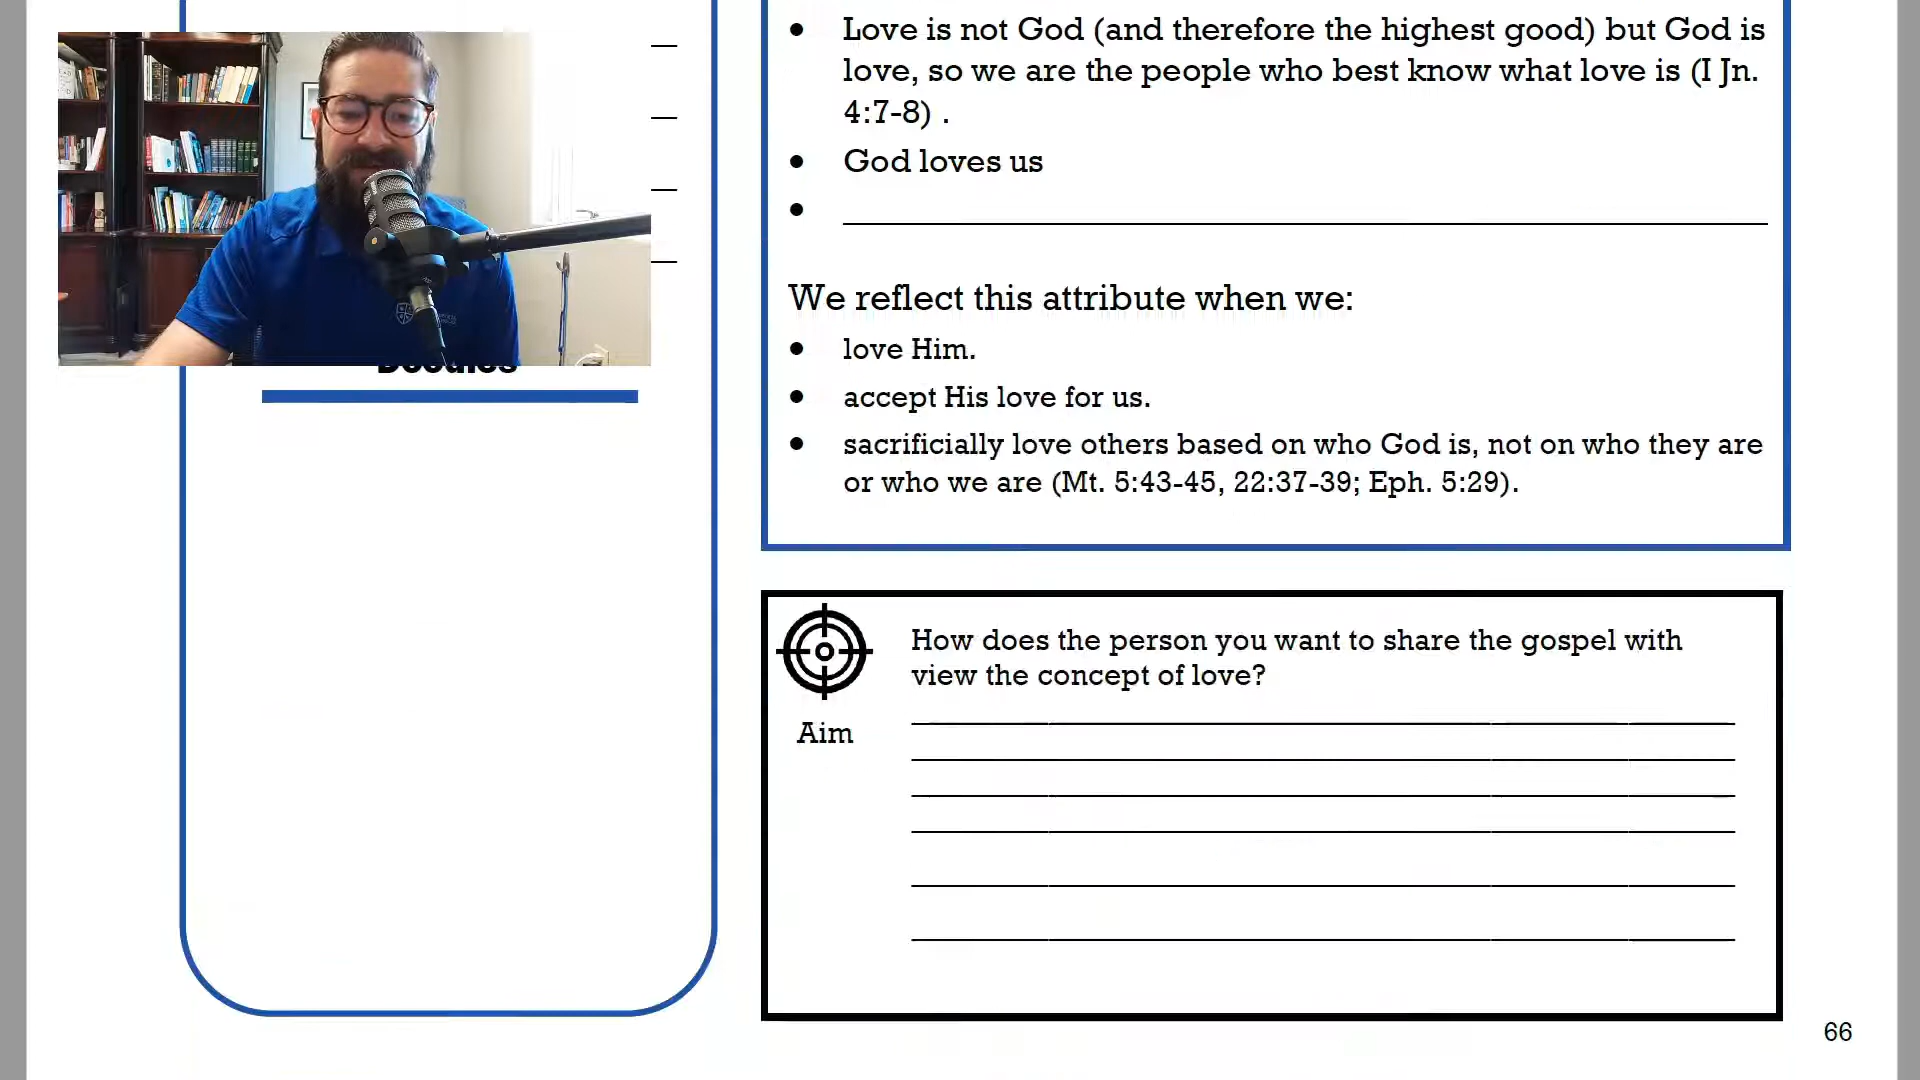 Love is not God (and therefore the highest good) but God is
love, so we are the people who best know what love is (I Jn.
4:7-8) .
God loves us
We reflect this attribute when we:
love Him.
accept His love for us.
sacrificially love others based on who God is, not on who they are
or who we are (Mt. 5:43-45, 22:37-39; Eph. 5:29).
Doodles
How does the person you want to share the gospel with
view the concept of love?
Aim
66